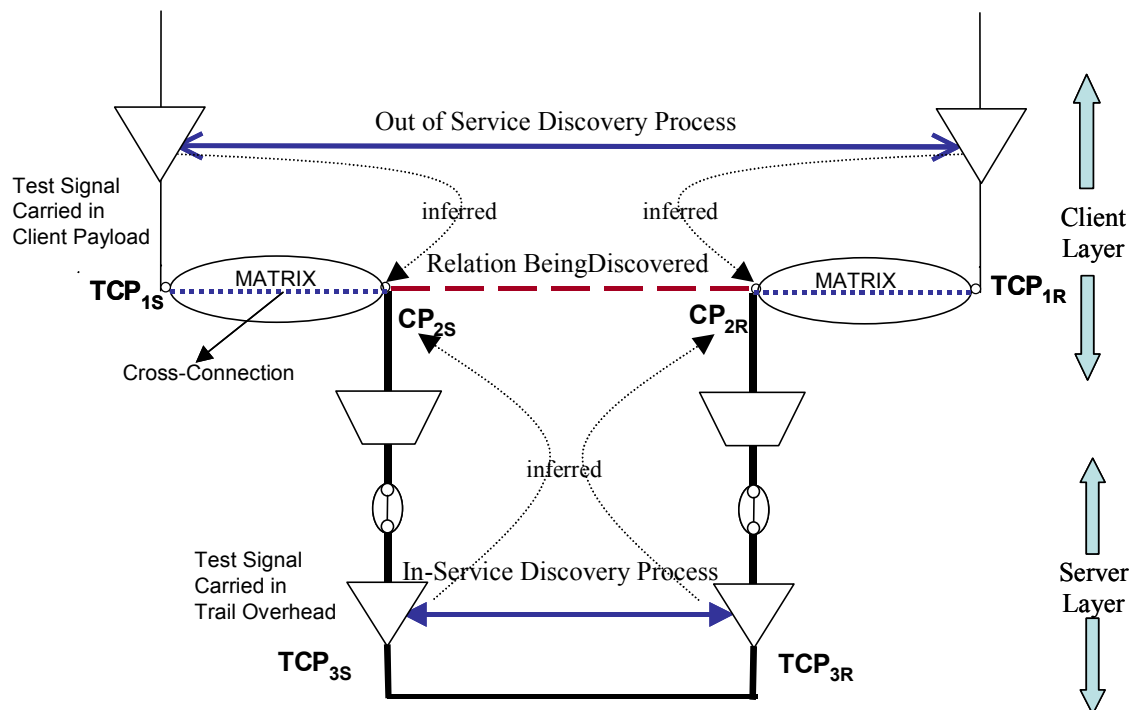 Out of Service Discovery Process
Test Signal
Carried in
Client Payload
inferred
inferred
Client
Layer
MATRIX
Relation BeingDiscovered
MATRIX
TCP1S
TCP1R
CP2S
CP2R
Cross-Connection
inferred
Test Signal
Carried in
Trail Overhead
In-Service Discovery Process
Server
Layer
TCP3S
TCP3R